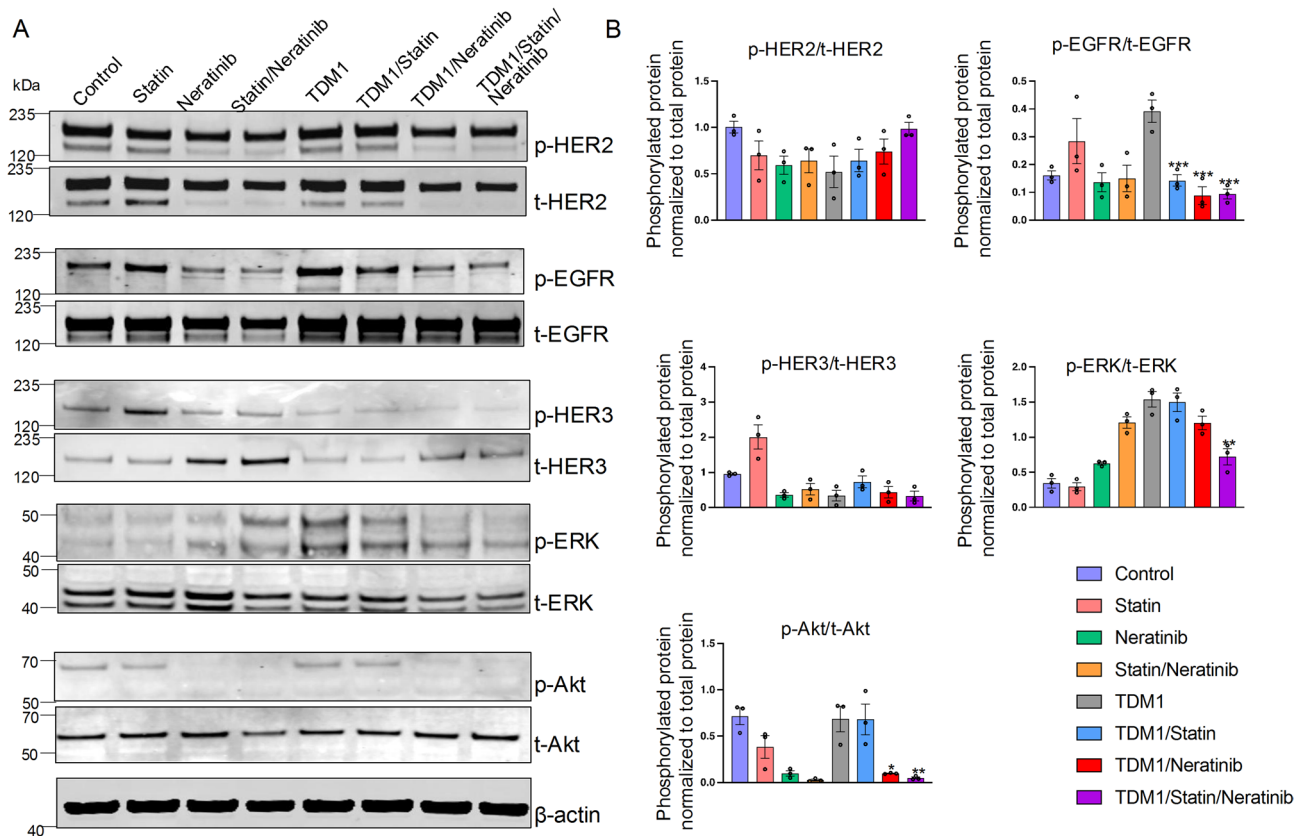 A
kDa
Control
Statin
Neratinib
Statin/Neratinib
TDM1
TDM1/Statin
TDM1/Neratinib
TDM1/Statin/
Neratinib
235
120
p-HER2
235
120
t-HER2
235
120
p-EGFR
235
120
t-EGFR
235
120
p-HER3
235
120
t-HER3
50
40
p-ERK
50
40
t-ERK
70
50
p-Akt
70
50
t-Akt
40
β-actin
B
p-HER2/t-HER2
Phosphorylated protein
normalized to total protein
1.5
1.0
0.5
0.0
p-EGFR/t-EGFR
Phosphorylated protein
normalized to total protein
0.5
0.4
0.3
0.2
0.1
0.0
***
***
***
p-HER3/t-HER3
Phosphorylated protein
normalized to total protein
4
3
2
1
0
p-ERK/t-ERK
Phosphorylated protein
normalized to total protein
2.0
1.5
1.0
0.5
0.0
**
p-Akt/t-Akt
Phosphorylated protein
normalized to total protein
1.5
1.0
0.5
0.0
*
**
Control
Statin
Neratinib
Statin/Neratinib
TDM1
TDM1/Statin
TDM1/Neratinib
TDM1/Statin/Neratinib